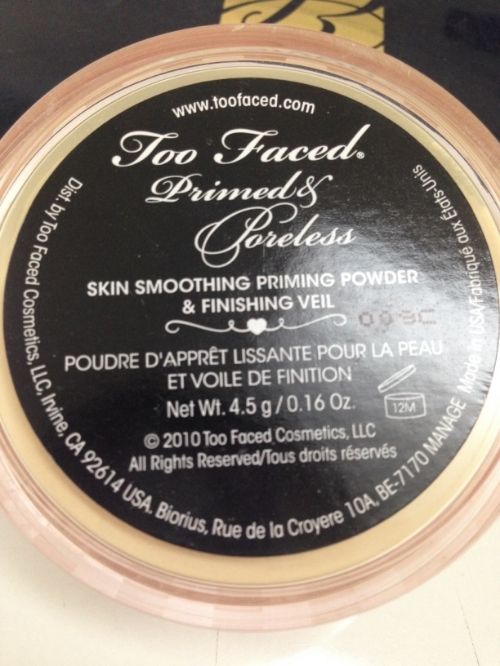 www.toofaced.com
Too Faced®
Primed &
Poreless
SKIN SMOOTHING PRIMING POWDER
& FINISHING VEIL
POUDRE D'APPRÊT LISSANTE POUR LA PEAU
ET VOILE DE FINITION
Net Wt. 4.5 g / 0.16 Oz.
12M
© 2010 Too Faced Cosmetics, LLC
All Rights Reserved/Tous droits réservés
Dist. by Too Faced Cosmetics, LLC, Irvine, CA 92614 USA. Biorius, Rue de la Croyere 10A, BE-7170 MANAGE Made in USA/Fabriqué aux États-Unis